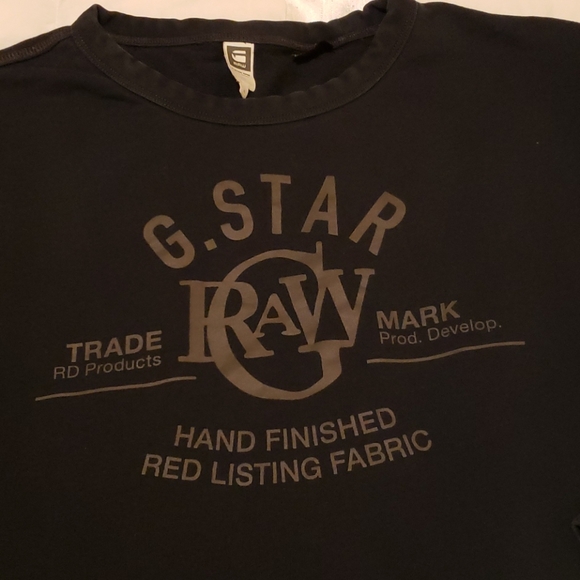 G.STAR
RAW
G
TRADE MARK
RD Products Prod. Develop.
HAND FINISHED
RED LISTING FABRIC